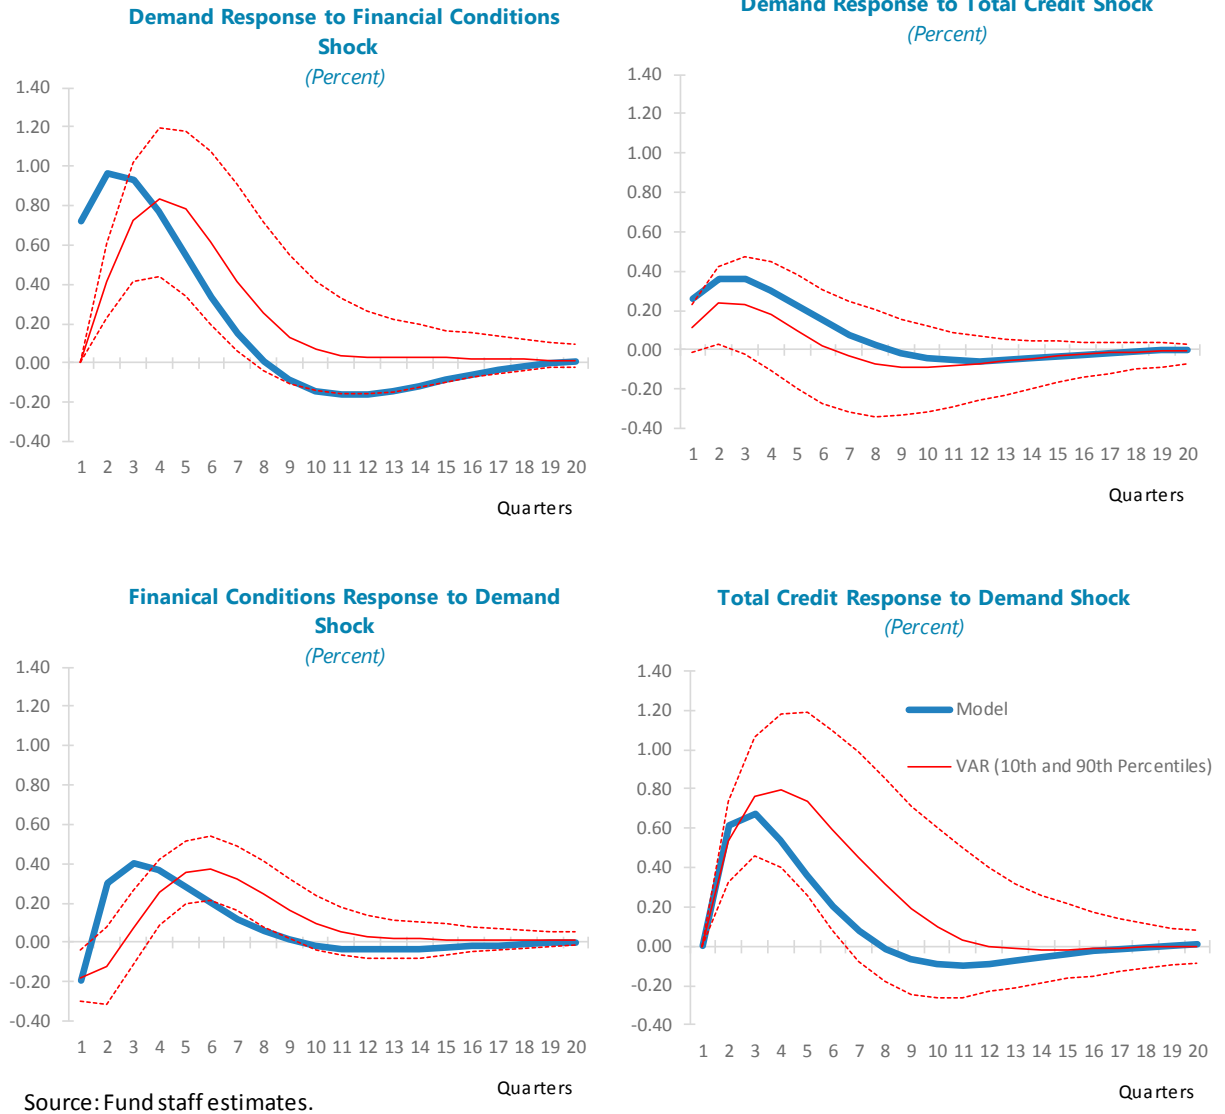 Demand Response to Financial Conditions
Shock
(Percent)
1.40
1.20
1.00
0.80
0.60
0.40
0.20
0.00
-0.20
-0.40
1 2 3 4 5 6 7 8 9 10 11 12 13 14 15 16 17 18 19 20
Quarters
Demand Response to Total Credit Shock
(Percent)
1.40
1.20
1.00
0.80
0.60
0.40
0.20
0.00
-0.20
-0.40
1 2 3 4 5 6 7 8 9 10 11 12 13 14 15 16 17 18 19 20
Quarters
Finanical Conditions Response to Demand
Shock
(Percent)
1.40
1.20
1.00
0.80
0.60
0.40
0.20
0.00
-0.20
-0.40
1 2 3 4 5 6 7 8 9 10 11 12 13 14 15 16 17 18 19 20
Quarters
Total Credit Response to Demand Shock
(Percent)
1.40
1.20
1.00
0.80
0.60
0.40
0.20
0.00
-0.20
-0.40
Model
VAR (10th and 90th Percentiles)
1 2 3 4 5 6 7 8 9 10 11 12 13 14 15 16 17 18 19 20
Quarters
Source: Fund staff estimates.